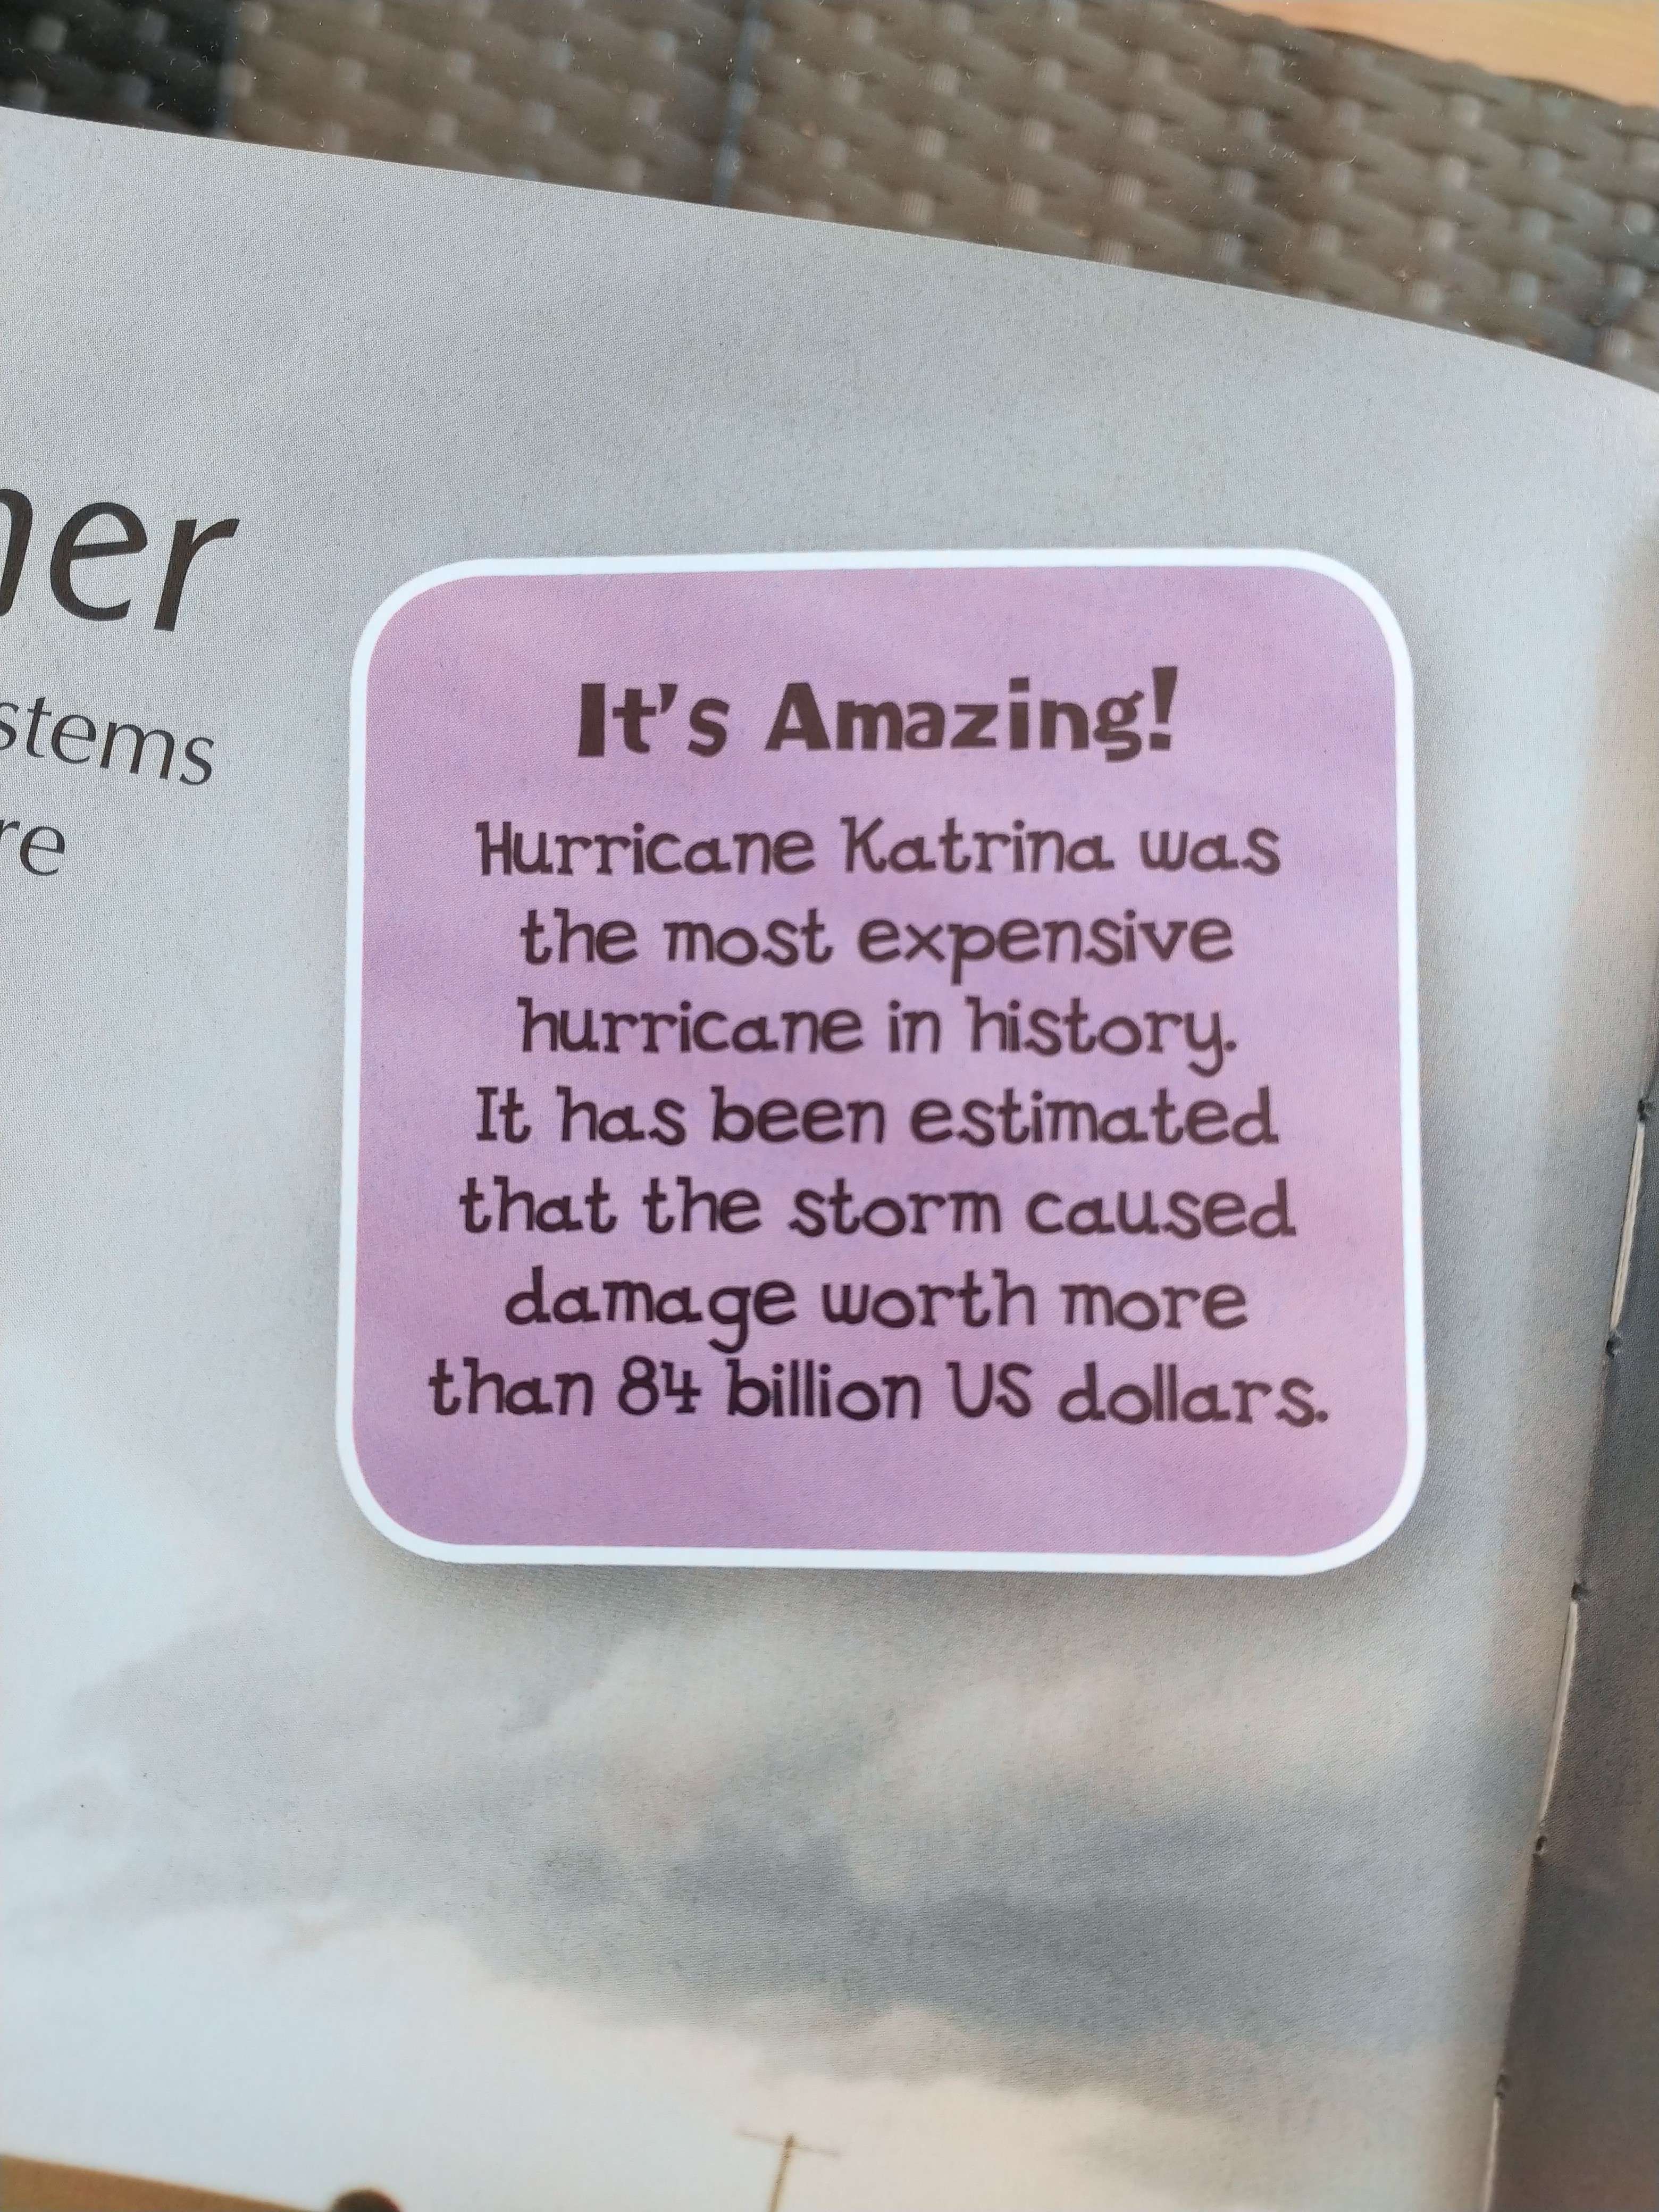 ner
stems
re
It's Amazing!
Hurricane Katrina was
the most expensive
hurricane in history.
It has been estimated
that the storm caused
damage worth more
than 84 billion US dollars.